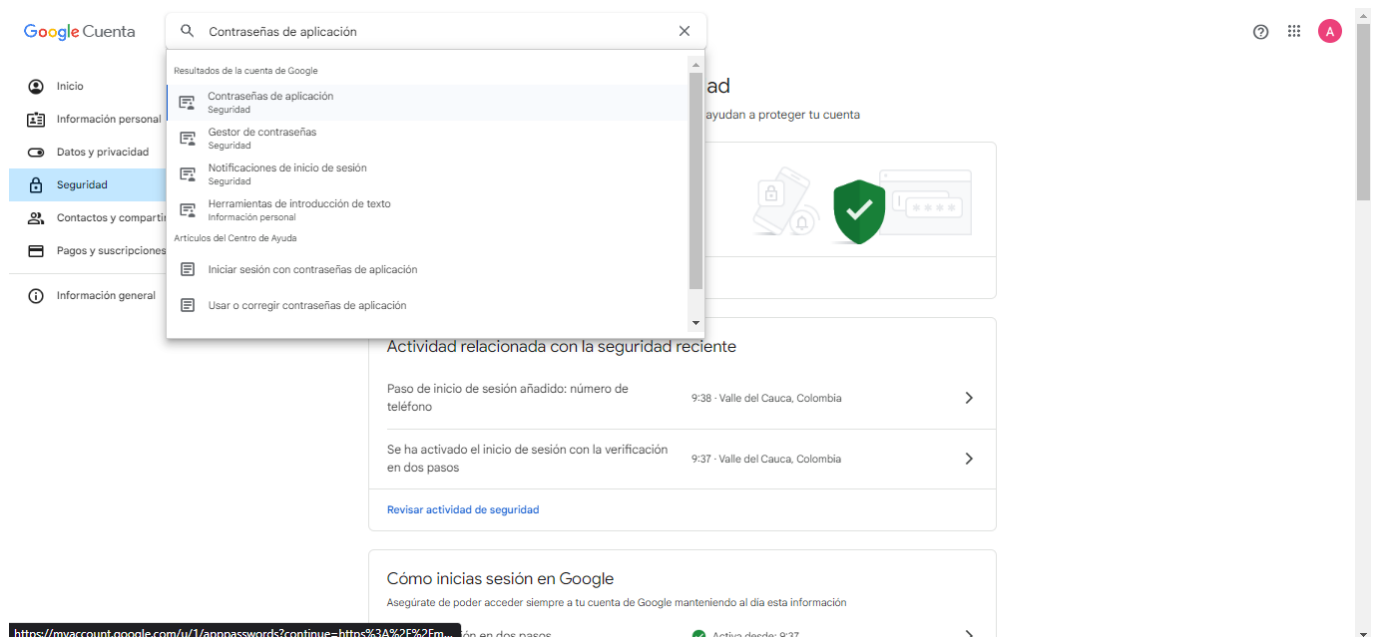 Google Cuenta
Contraseñas de aplicación
A
Inicio
Información personal
Datos y privacidad
Seguridad
Contactos y compartir
Pagos y suscripciones
Información general
Resultados de la cuenta de Google
Contraseñas de aplicación
Seguridad
Gestor de contraseñas
Seguridad
Notificaciones de inicio de sesión
Seguridad
Herramientas de introducción de texto
Información personal
Artículos del Centro de Ayuda
Iniciar sesión con contraseñas de aplicación
Usar o corregir contraseñas de aplicación
ad
ayudan a proteger tu cuenta
Actividad relacionada con la seguridad reciente
Paso de inicio de sesión añadido: número de
teléfono
9:38 · Valle del Cauca, Colombia
Se ha activado el inicio de sesión con la verificación
en dos pasos
9:37 · Valle del Cauca, Colombia
Revisar actividad de seguridad
Cómo inicias sesión en Google
Asegúrate de poder acceder siempre a tu cuenta de Google manteniendo al día esta información
ión en dos pasos
Activa desde: 9:37
https://myaccount.google.com/u/1/apppasswords?continue=https%3A%2F%2Fm...